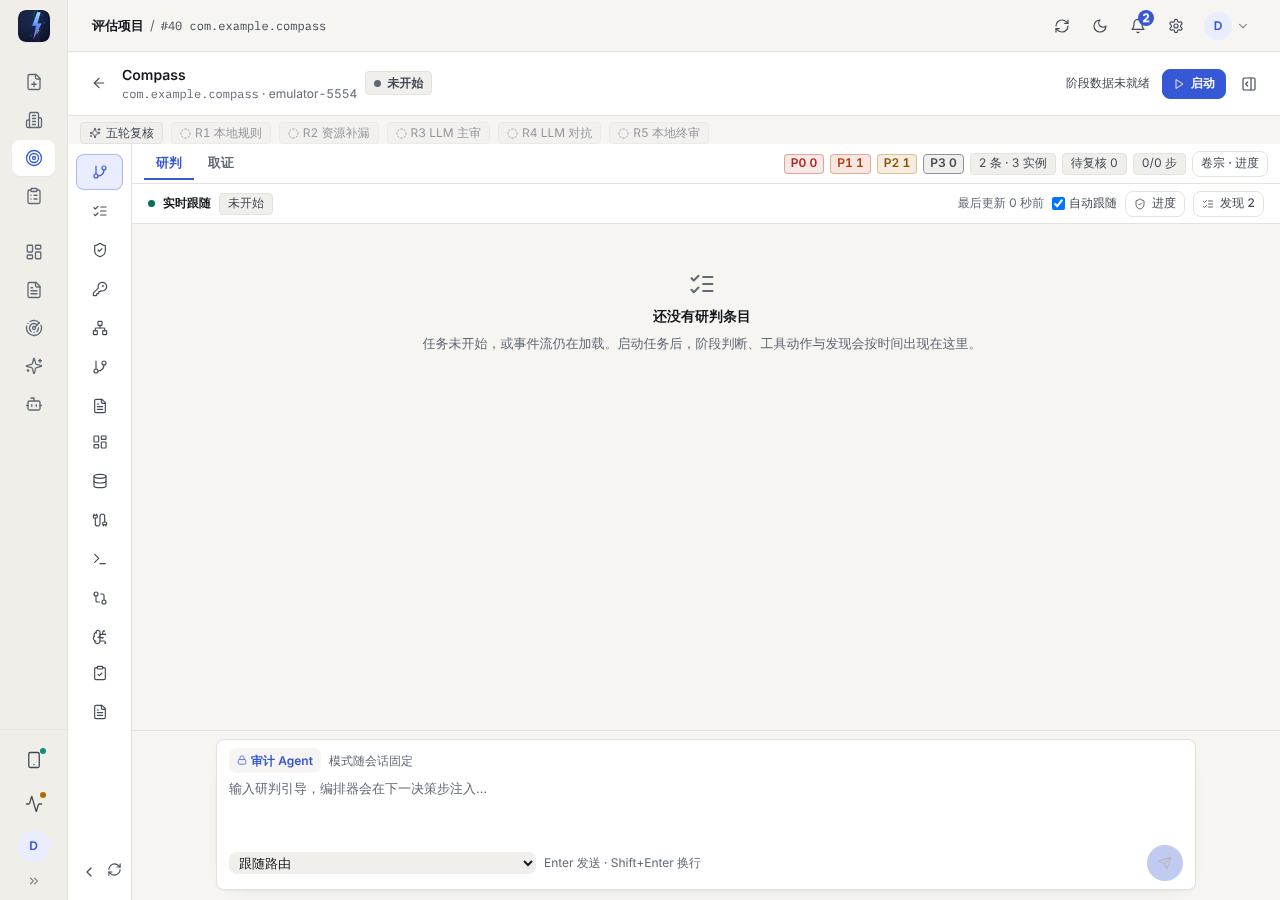 评估项目 / #40 com.example.compass
2
D
Compass
com.example.compass · emulator-5554
未开始
阶段数据未就绪
启动
五轮复核
R1 本地规则
R2 资源补漏
R3 LLM 主审
R4 LLM 对抗
R5 本地终审
研判
取证
P0 0
P1 1
P2 1
P3 0
2 条 · 3 实例
待复核 0
0/0 步
卷宗 · 进度
实时跟随
未开始
最后更新 0 秒前
自动跟随
进度
发现 2
还没有研判条目
任务未开始，或事件流仍在加载。启动任务后，阶段判断、工具动作与发现会按时间出现在这里。
审计 Agent
模式随会话固定
输入研判引导，编排器会在下一决策步注入...
跟随路由
Enter 发送 · Shift+Enter 换行
D